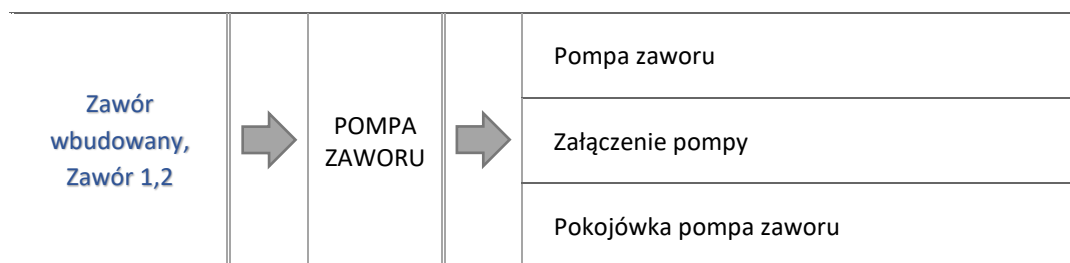 Zawór
wbudowany,
Zawór 1,2
POMPA
ZAWORU
Pompa zaworu
Załączenie pompy
Pokojówka pompa zaworu